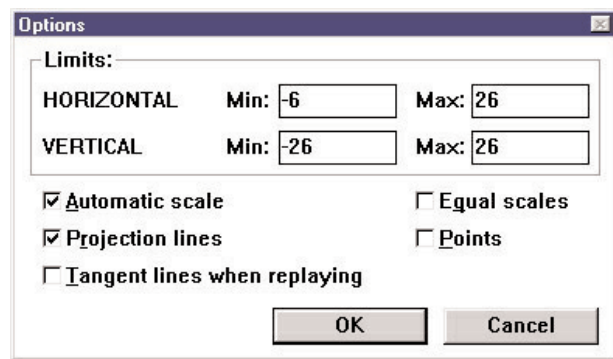 Options
Limits:
HORIZONTAL Min: -6 Max: 26
VERTICAL Min: -26 Max: 26
Automatic scale Equal scales
Projection lines Points
Tangent lines when replaying
OK Cancel